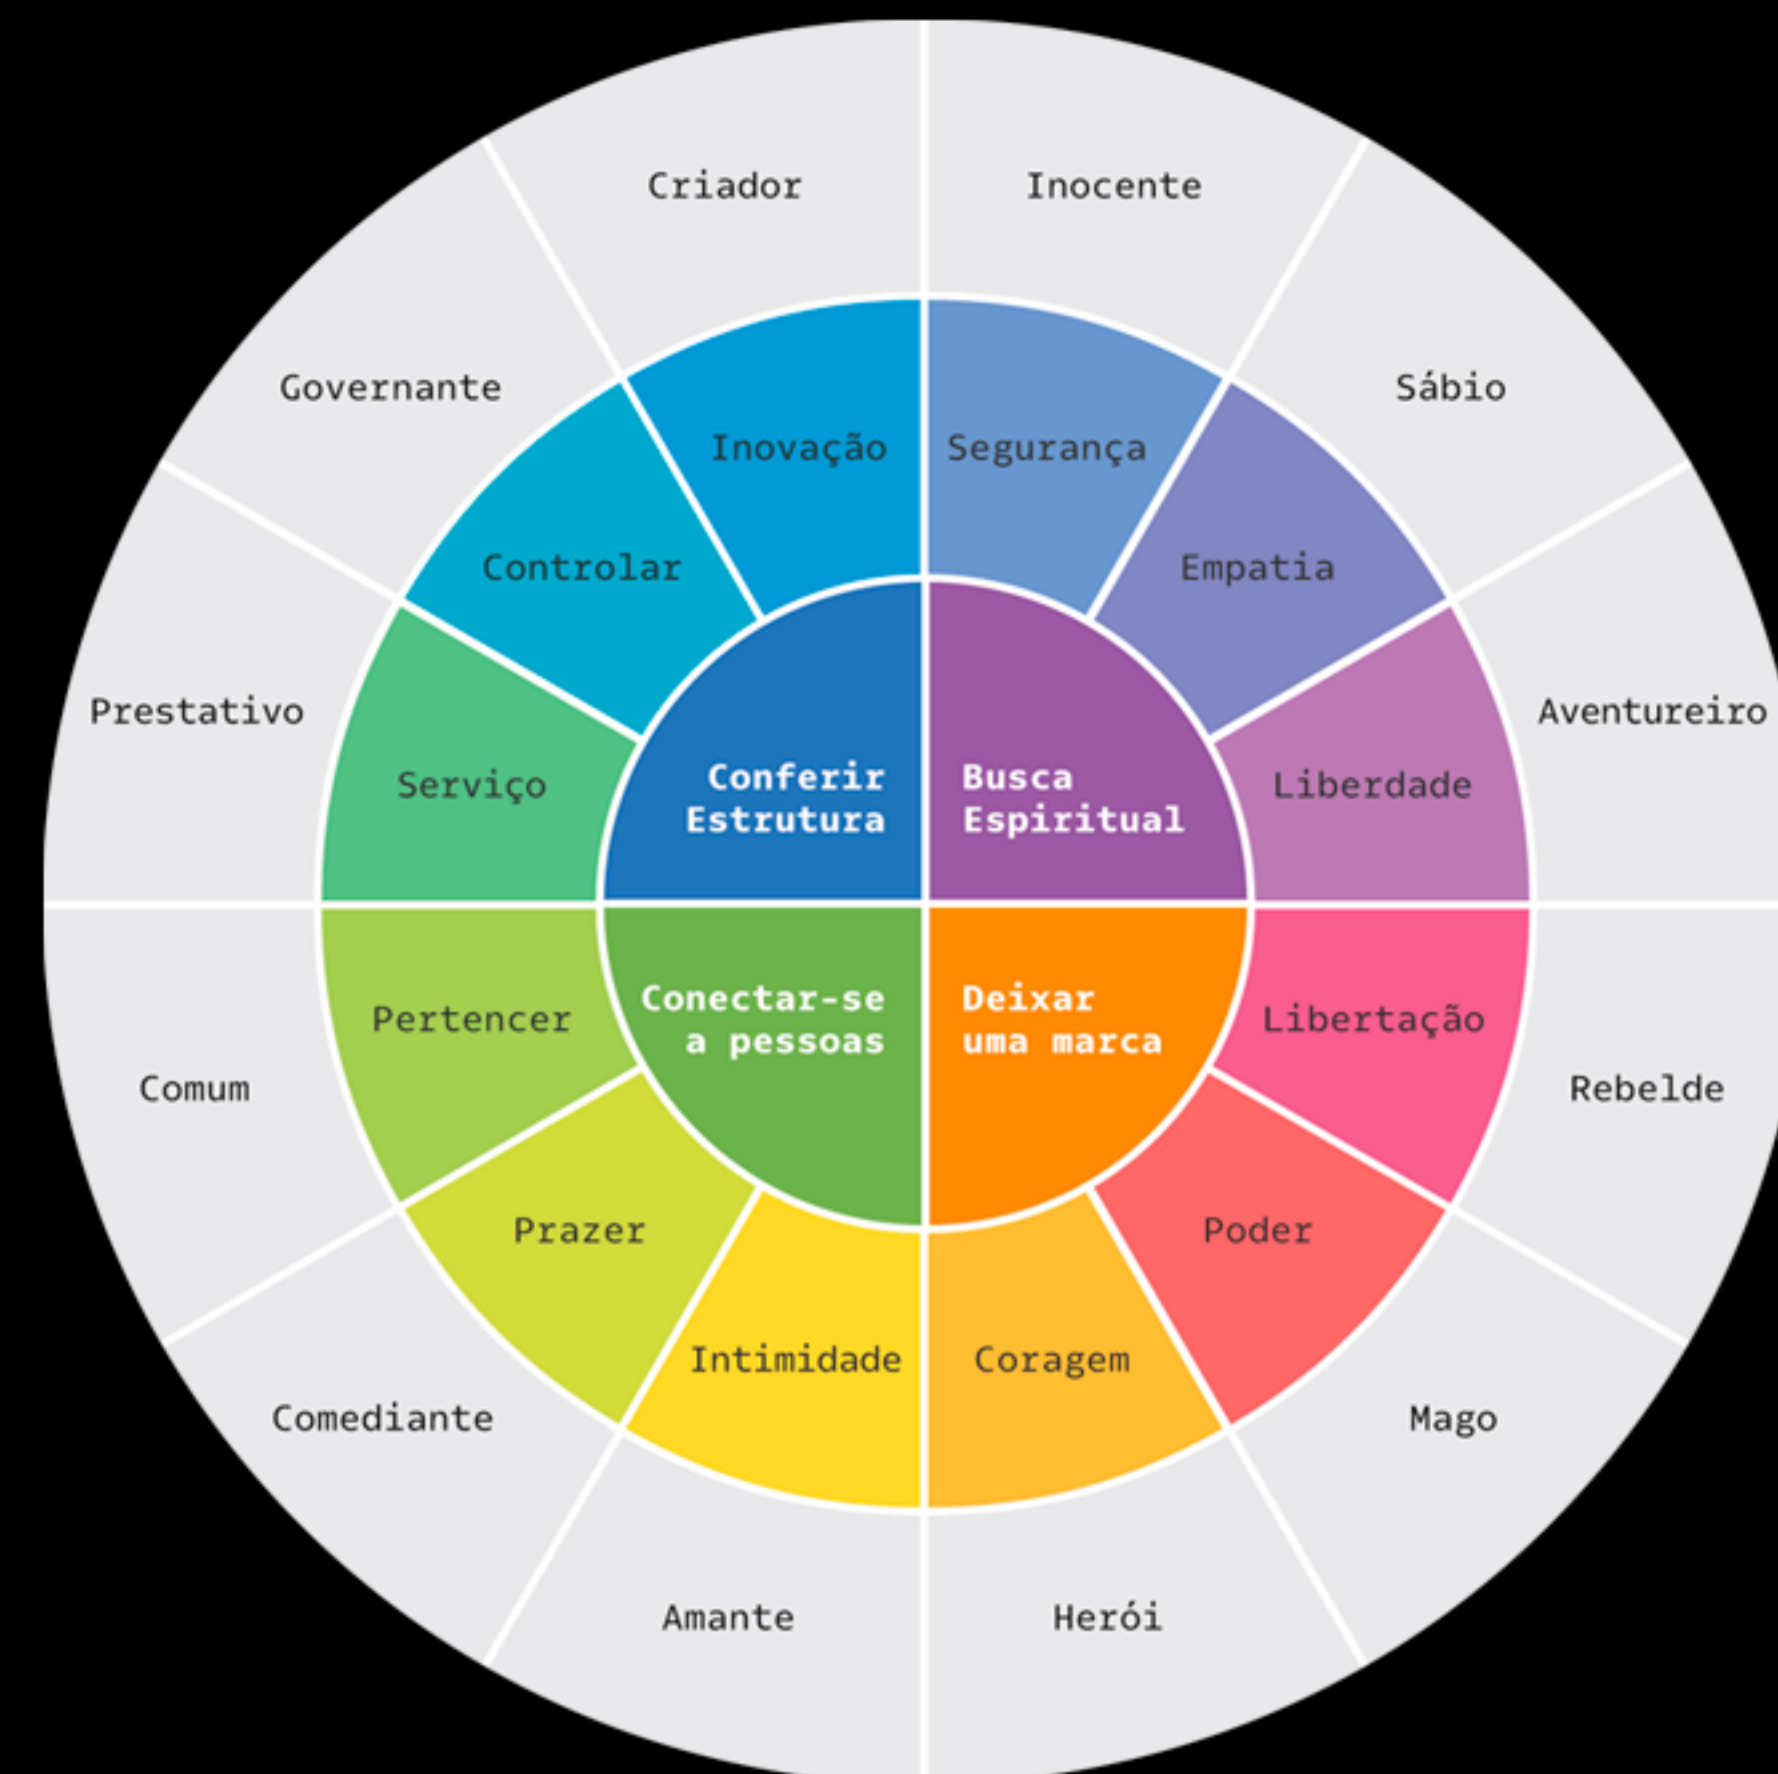 Criador
Inocente
Governante
Sábio
Inovação
Segurança
Controlar
Empatia
Prestativo
Aventureiro
Serviço
Conferir
Estrutura
Busca
Espiritual
Liberdade
Pertencer
Conectar-se
a pessoas
Deixar
uma marca
Libertação
Comum
Rebelde
Prazer
Poder
Intimidade
Coragem
Comediante
Mago
Amante
Herói